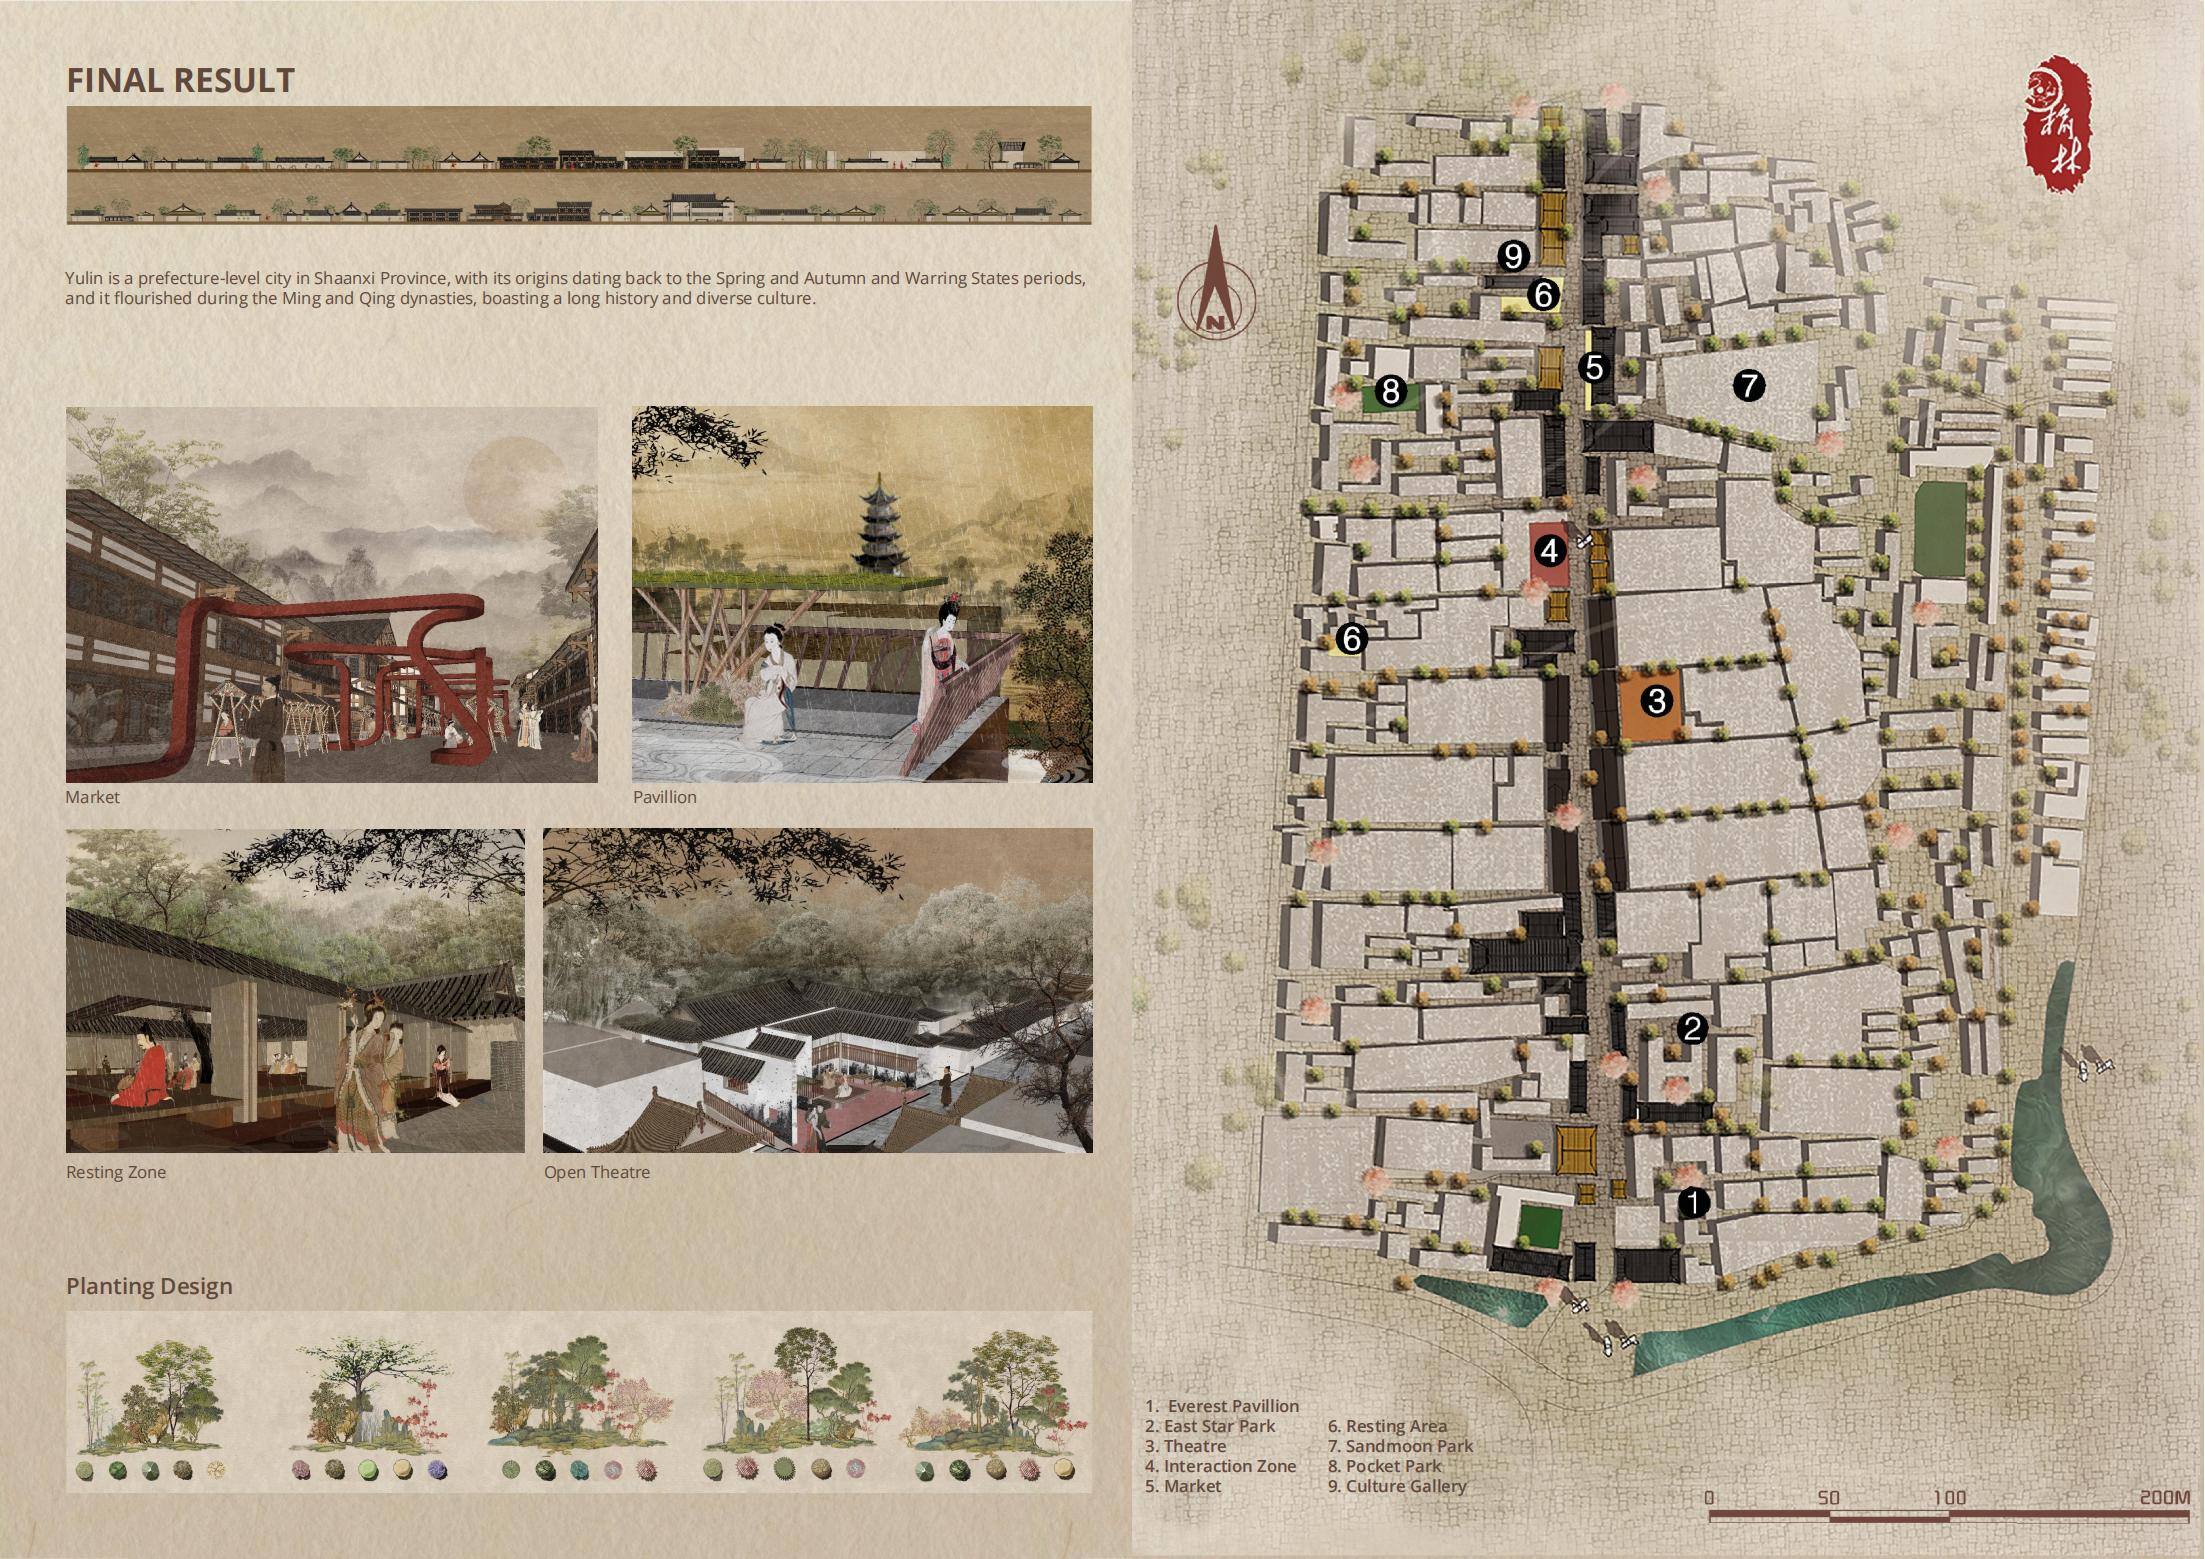 FINAL RESULT
Yulin is a prefecture-level city in Shaanxi Province, with its origins dating back to the Spring and Autumn and Warring States periods,
and it flourished during the Ming and Qing dynasties, boasting a long history and diverse culture.
Market
Pavillion
Resting Zone
Open Theatre
Planting Design
榆
林
N
9
6
5
8
7
4
6
3
2
1
1. Everest Pavillion
2. East Star Park
3. Theatre
4. Interaction Zone
5. Market
6. Resting Area
7. Sandmoon Park
8. Pocket Park
9. Culture Gallery
0 50 100 200M